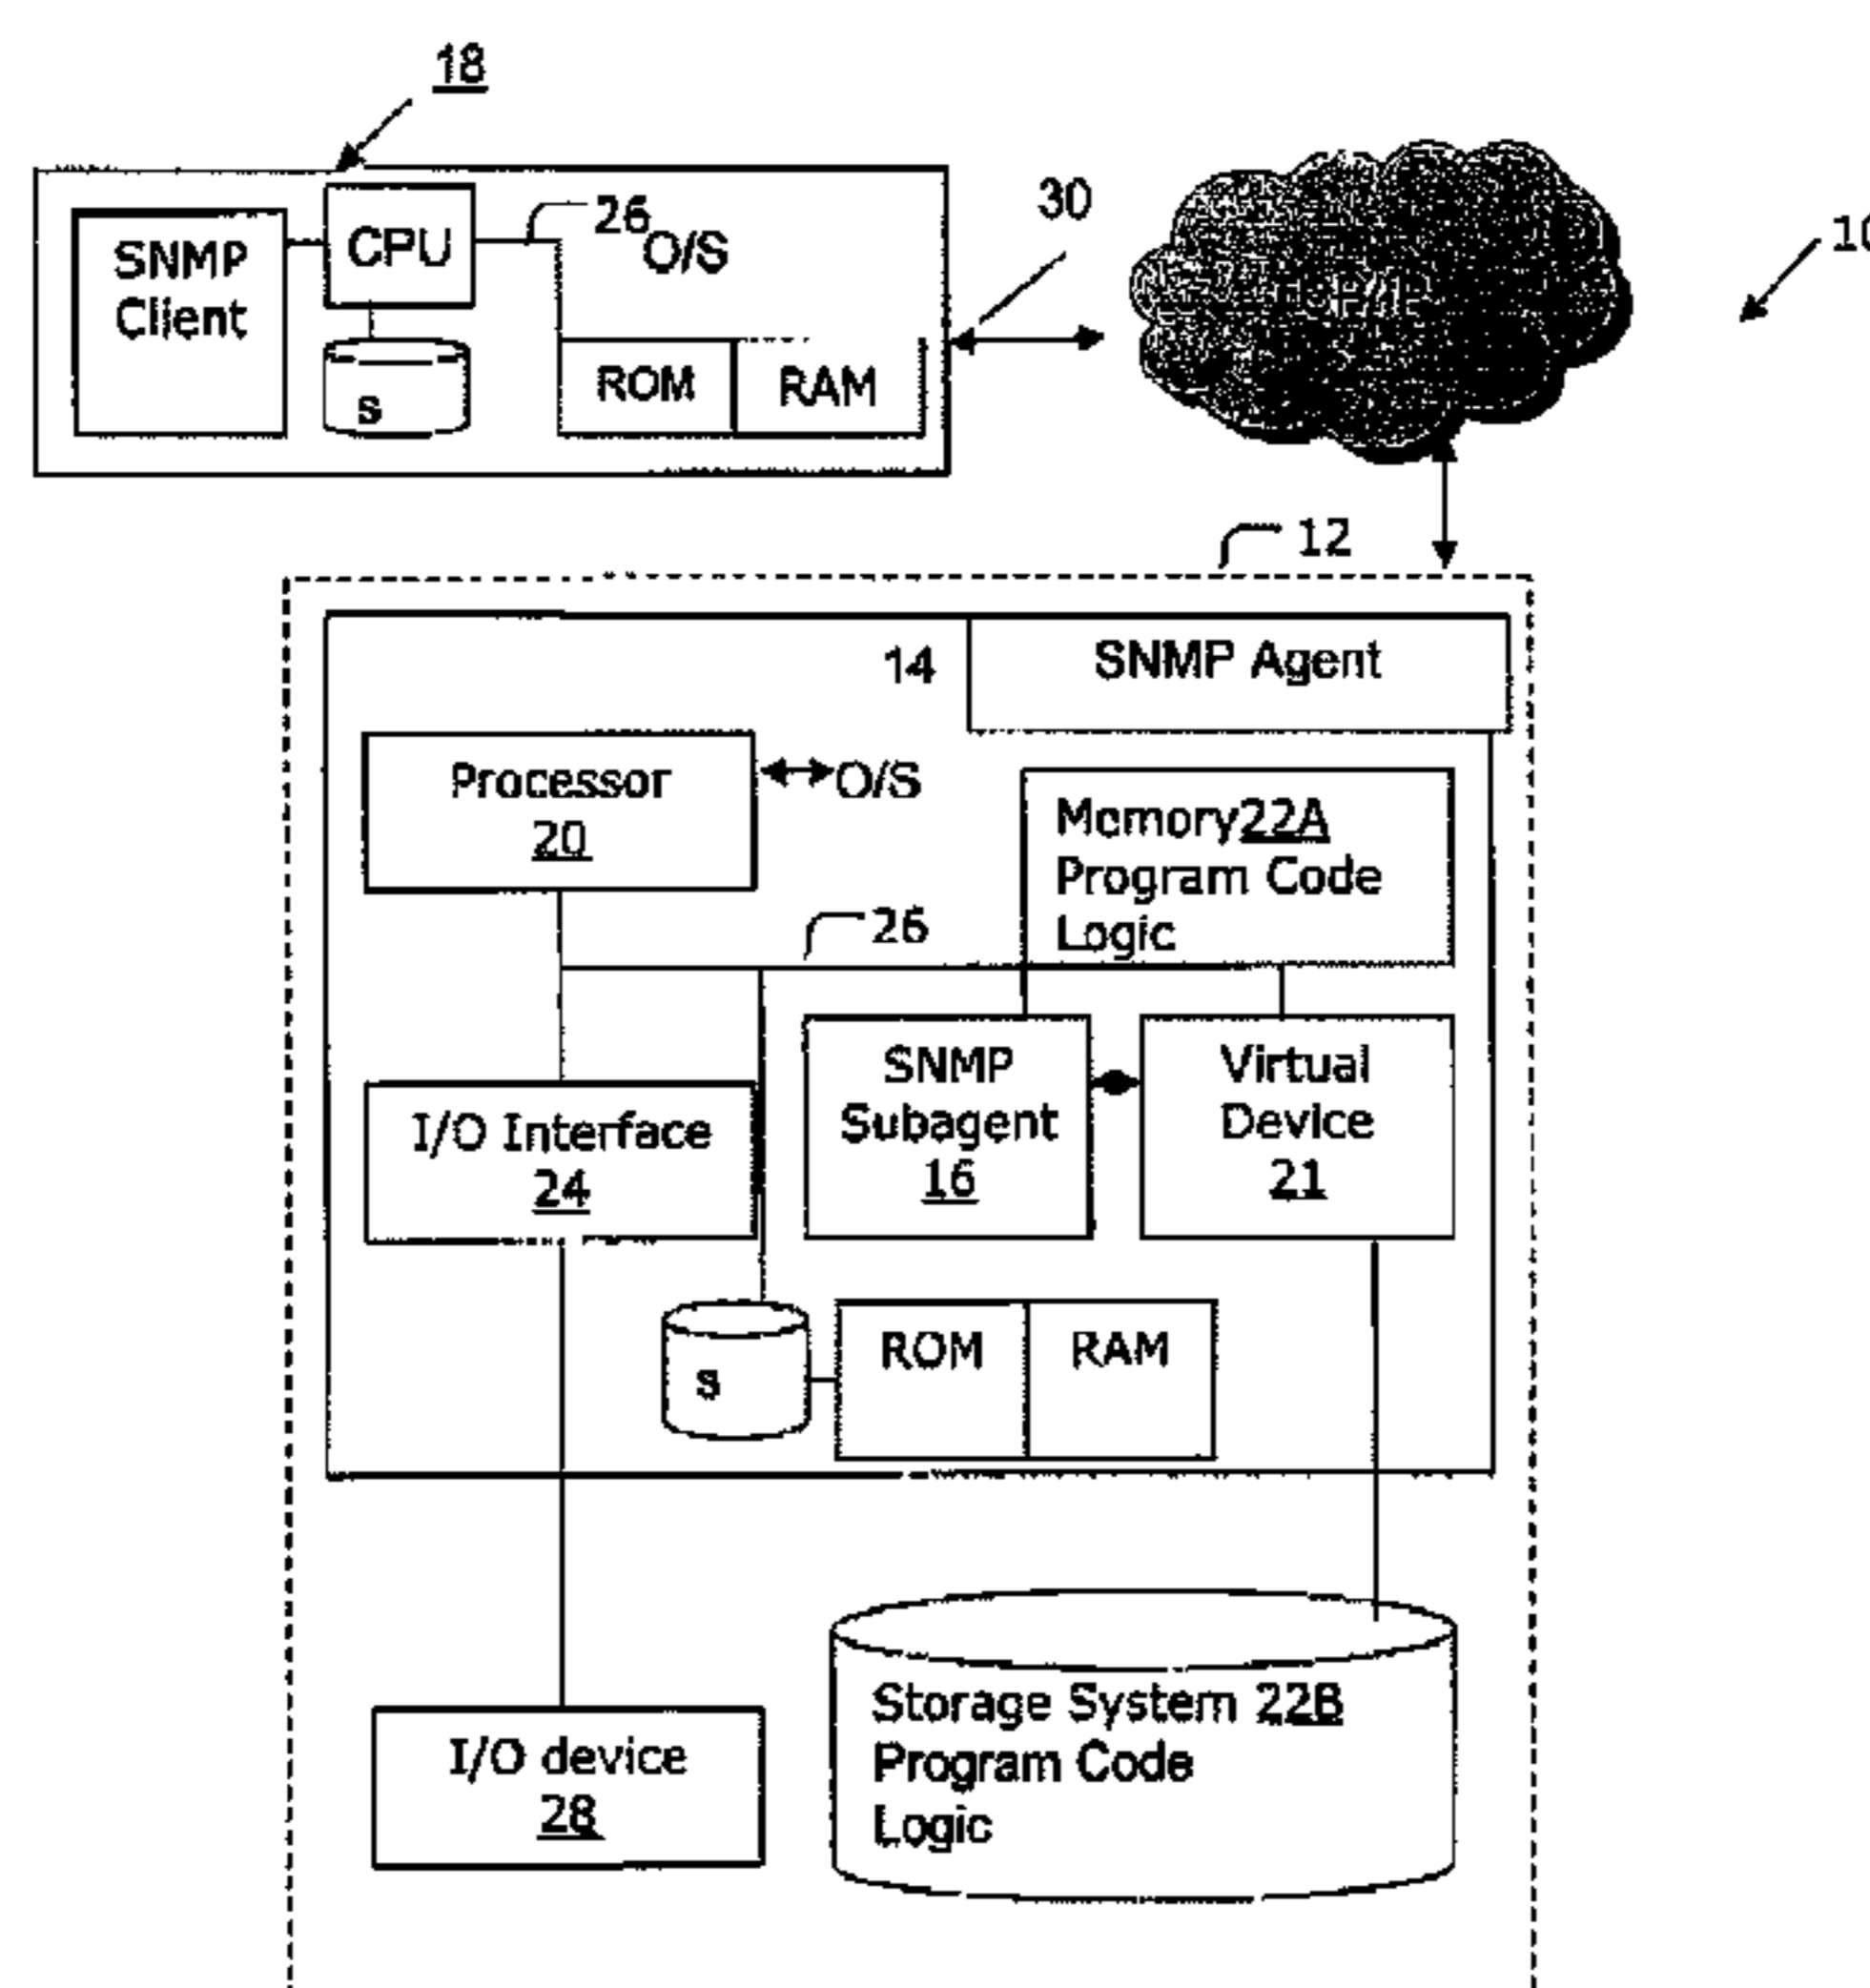 18
SNMP
Client
CPU
26
O/S
30
10
S
ROM
RAM
12
14
SNMP Agent
Processor
20
O/S
Memory22A
Program Code
Logic
26
I/O Interface
24
SNMP
Subagent
16
Virtual
Device
21
S
ROM
RAM
I/O device
28
Storage System 22B
Program Code
Logic